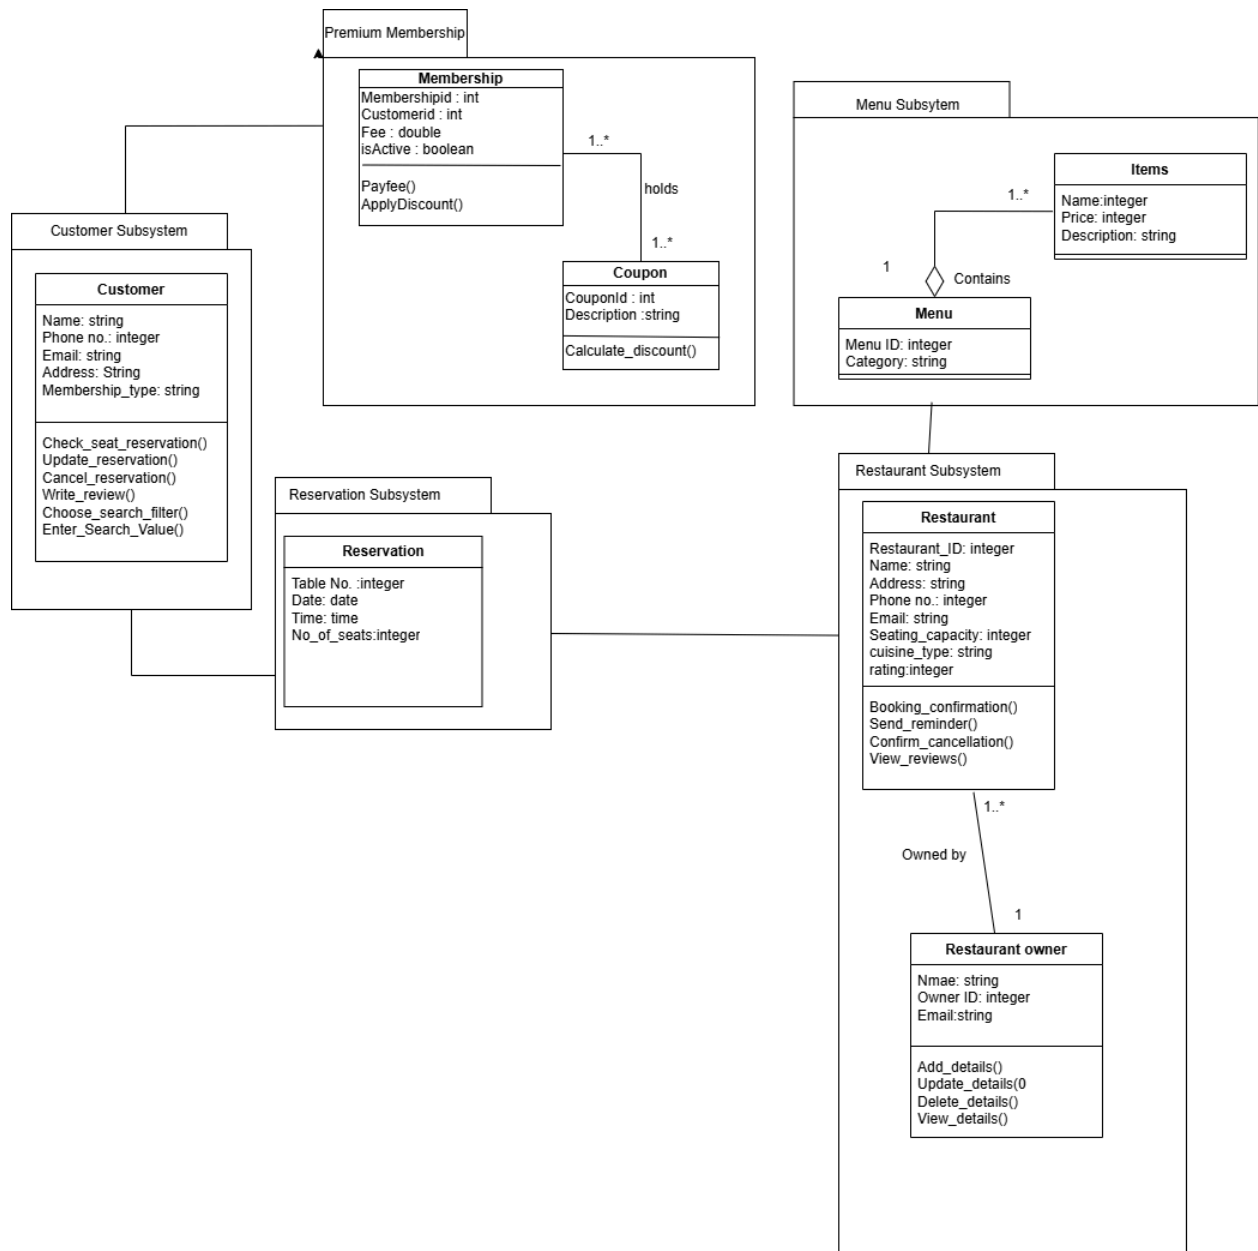 Premium Membership
Membership
Membershipid : int
Customerid : int
Fee : double
isActive : boolean
Payfee()
ApplyDiscount()
1..*
holds
1..*
Coupon
CouponId : int
Description :string
Calculate_discount()
Menu Subsytem
Items
Name:integer
Price: integer
Description: string
1..*
1
Contains
Menu
Menu ID: integer
Category: string
Customer Subsystem
Customer
Name: string
Phone no.: integer
Email: string
Address: String
Membership_type: string
Check_seat_reservation()
Update_reservation()
Cancel_reservation()
Write_review()
Choose_search_filter()
Enter_Search_Value()
Reservation Subsystem
Reservation
Table No. :integer
Date: date
Time: time
No_of_seats:integer
Restaurant Subsystem
Restaurant
Restaurant_ID: integer
Name: string
Address: string
Phone no.: integer
Email: string
Seating_capacity: integer
cuisine_type: string
rating:integer
Booking_confirmation()
Send_reminder()
Confirm_cancellation()
View_reviews()
1..*
Owned by
1
Restaurant owner
Nmae: string
Owner ID: integer
Email:string
Add_details()
Update_details(0
Delete_details()
View_details()